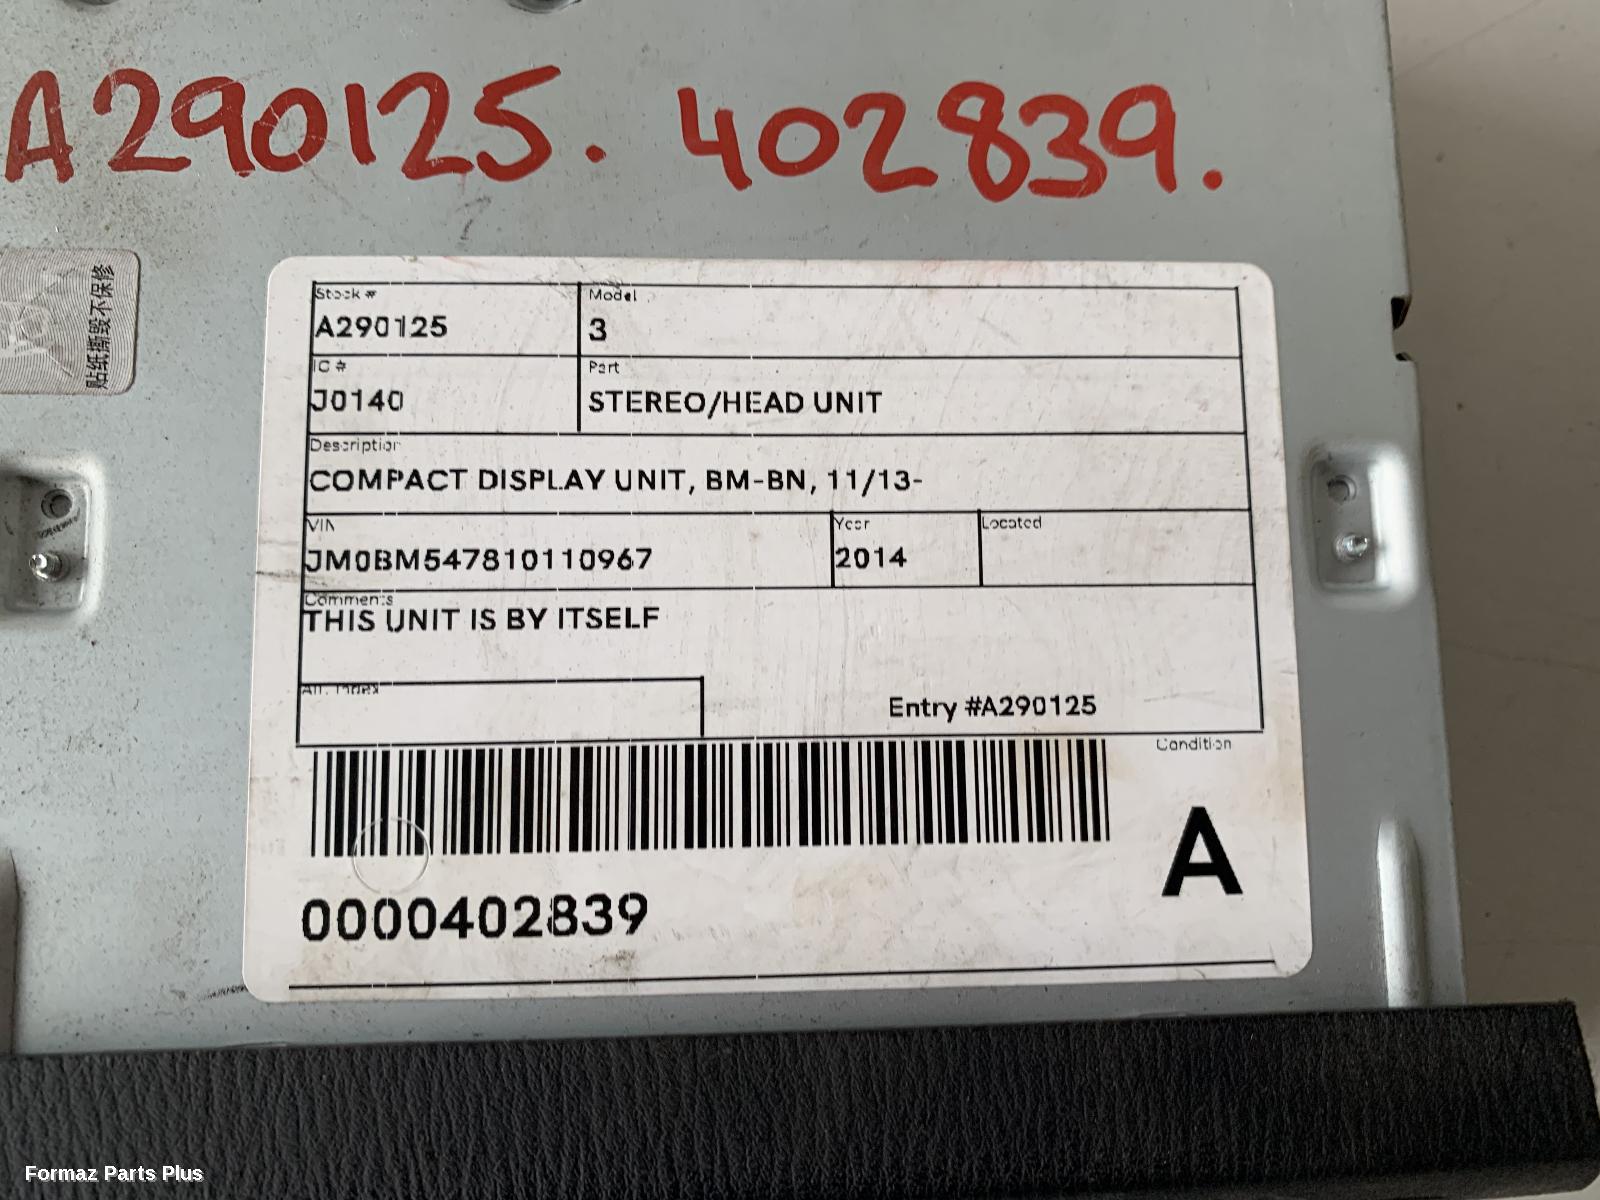 A290125. 402839.
贴纸撕毁不保修
Stock # Model
A290125 3
IC # Part
J0140 STEREO/HEAD UNIT
Description
COMPACT DISPLAY UNIT, BM-BN, 11/13-
VIN Year Located
JM0BM547810110967 2014
Comments
THIS UNIT IS BY ITSELF
Alt. Index
Entry #A290125
Condition
A
0000402839
Formaz Parts Plus